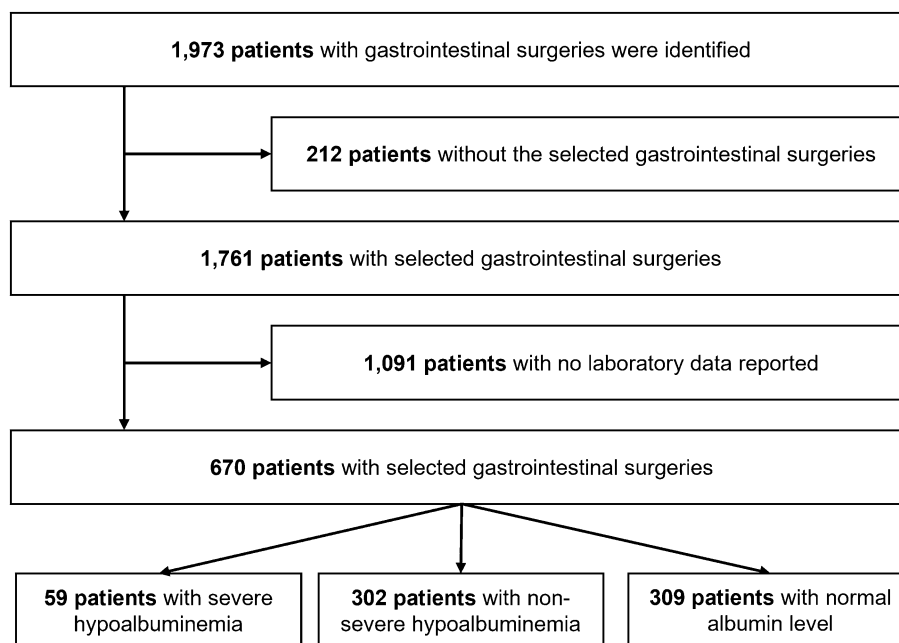 1,973 patients with gastrointestinal surgeries were identified
212 patients without the selected gastrointestinal surgeries
1,761 patients with selected gastrointestinal surgeries
1,091 patients with no laboratory data reported
670 patients with selected gastrointestinal surgeries
59 patients with severe
hypoalbuminemia
302 patients with non-
severe hypoalbuminemia
309 patients with normal
albumin level